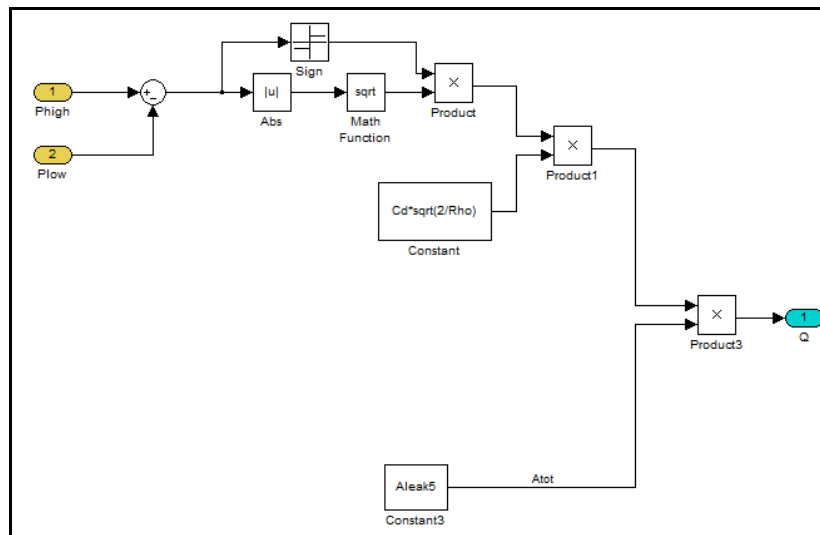 Sign
1
Phigh
+
−
|u|
Abs
sqrt
Math
Function
×
Product
2
Plow
×
Product1
Cd*sqrt(2/Rho)
Constant
×
Product3
1
Q
Aleak5
Constant3
Atot